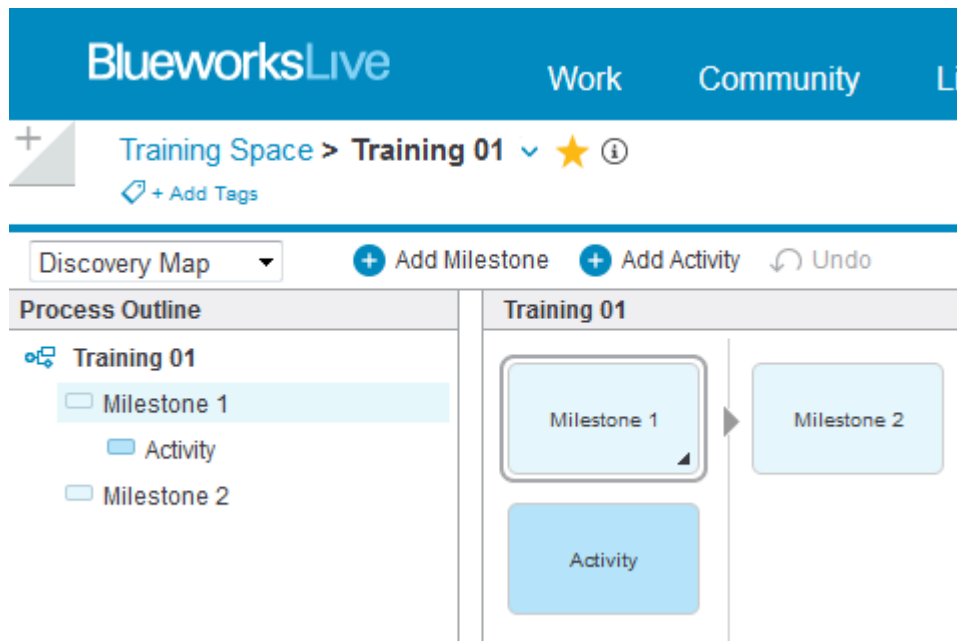 BlueworksLive
Work Community
Training Space > Training 01
+ Add Tags
Discovery Map Add Milestone Add Activity Undo
Process Outline
Training 01
Milestone 1
Activity
Milestone 2
Training 01
Milestone 1 Milestone 2
Activity